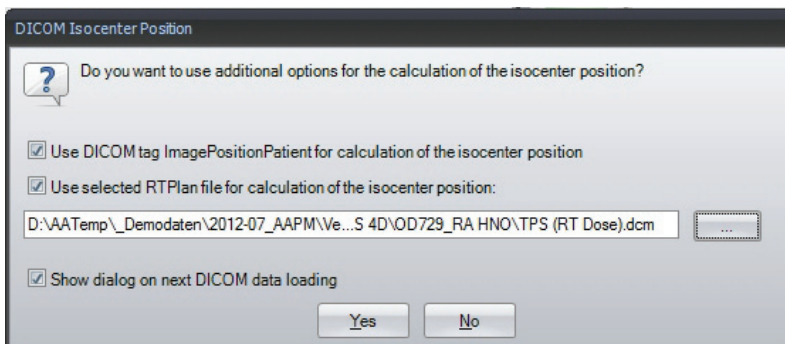 DICOM Isocenter Position
Do you want to use additional options for the calculation of the isocenter position?
Use DICOM tag ImagePositionPatient for calculation of the isocenter position
Use selected RTPlan file for calculation of the isocenter position:
D:\AATemp\_Demodaten\2012-07_AAPM\Ve...S 4D\OD729_RA HNO\TPS (RT Dose).dcm ...
Show dialog on next DICOM data loading
Yes No